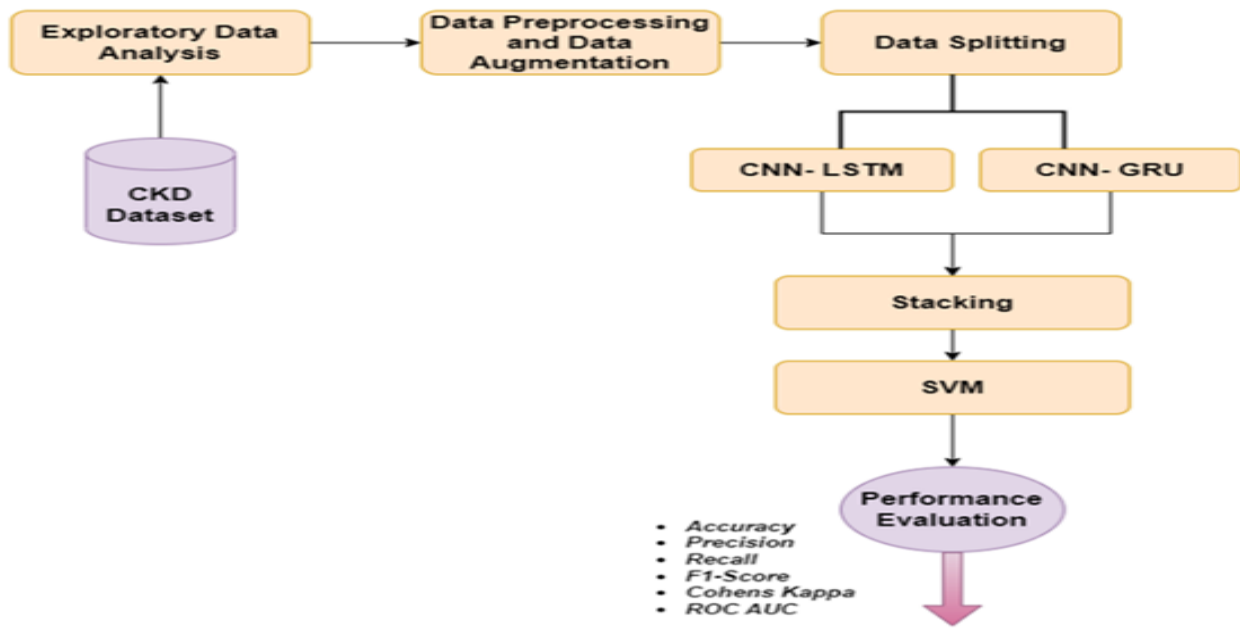 Exploratory Data
Analysis
Data Preprocessing
and Data
Augmentation
Data Splitting
CKD
Dataset
CNN- LSTM
CNN- GRU
Stacking
SVM
Performance
Evaluation
• Accuracy
• Precision
• Recall
• F1-Score
• Cohens Kappa
• ROC AUC